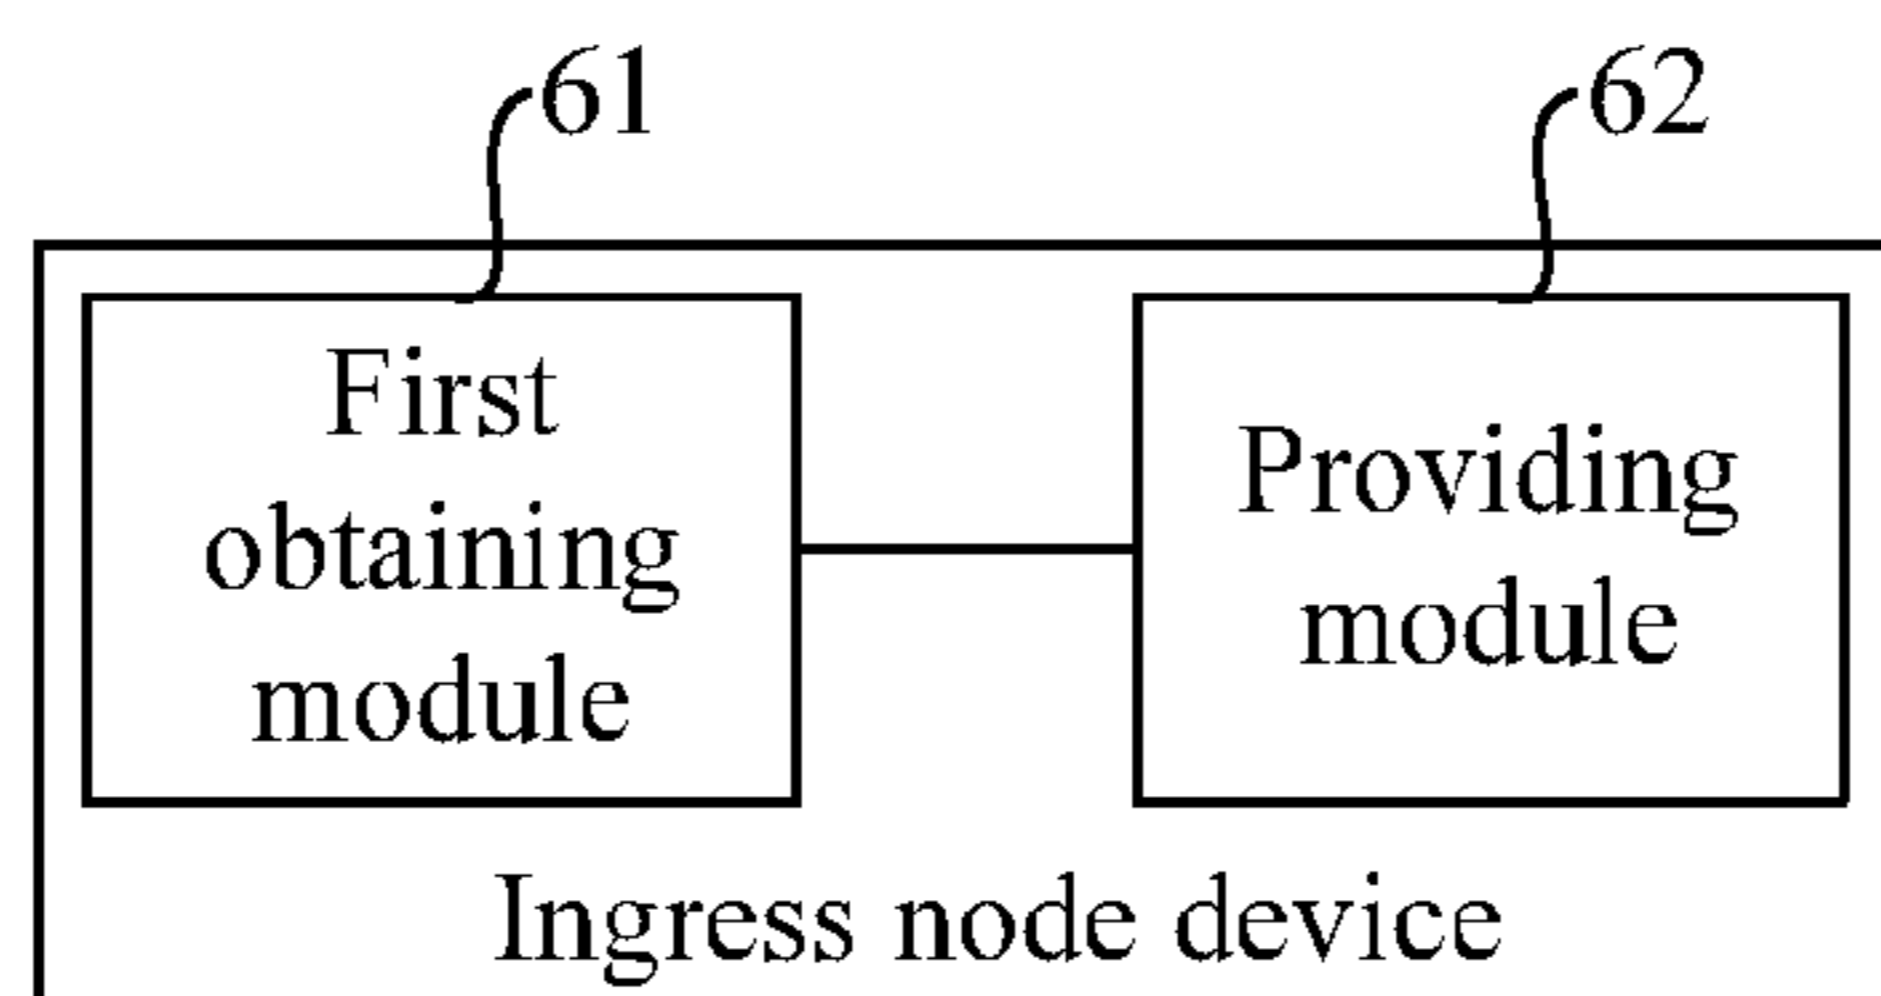 61
62
First
obtaining
module
Providing
module
Ingress node device